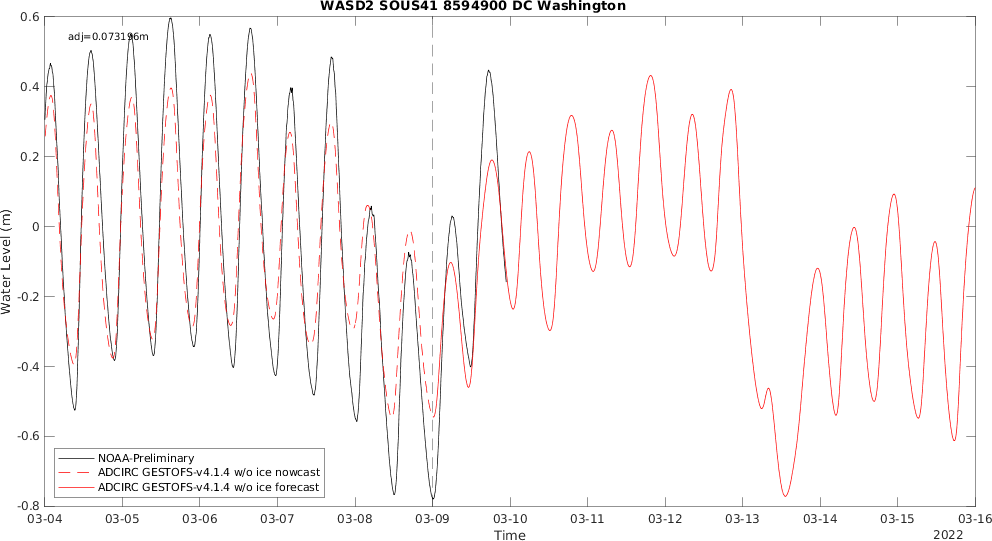 WASD2 SOUS41 8594900 DC Washington
adj=0.073196m
0.6
0.4
0.2
0
-0.2
-0.4
-0.6
-0.8
Water Level (m)
NOAA-Preliminary
ADCIRC GESTOFS-v4.1.4 w/o ice nowcast
ADCIRC GESTOFS-v4.1.4 w/o ice forecast
03-04 03-05 03-06 03-07 03-08 03-09 03-10 03-11 03-12 03-13 03-14 03-15 03-16
Time
2022